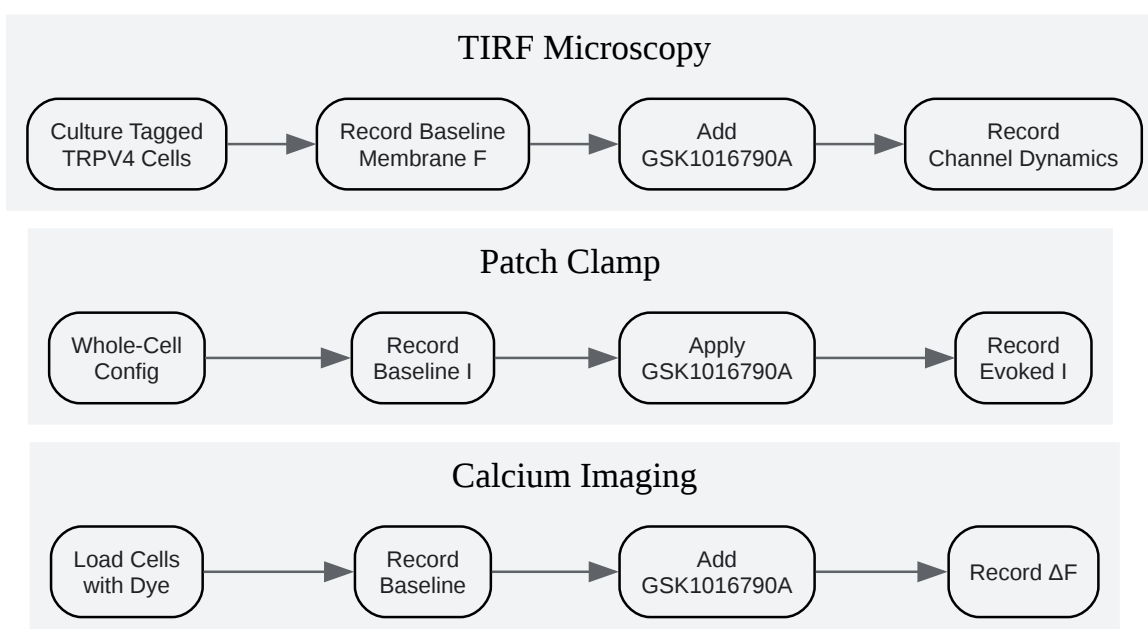 TIRF Microscopy
Culture Tagged
TRPV4 Cells
Record Baseline
Membrane F
Add
GSK1016790A
Record
Channel Dynamics
Patch Clamp
Whole-Cell
Config
Record
Baseline I
Apply
GSK1016790A
Record
Evoked I
Calcium Imaging
Load Cells
with Dye
Record
Baseline
Add
GSK1016790A
Record ΔF